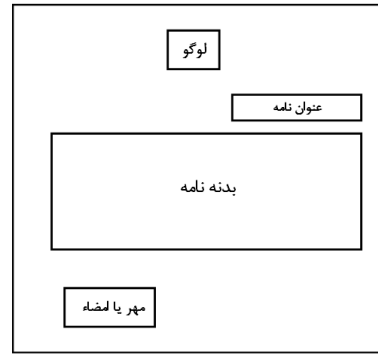 لوگو
عنوان نامه
بدنه نامه
مهر یا امضاء